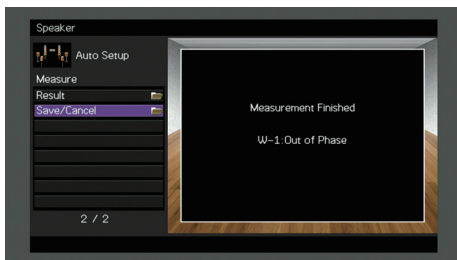 Speaker
Auto Setup
Measure
Result
Save/Cancel
2 / 2
Measurement Finished
W-1:Out of Phase